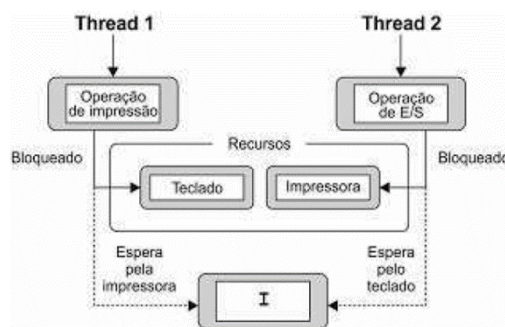 Thread 1
Thread 2
Operação
de impressão
Operação
de E/S
Bloqueado
Recursos
Bloqueado
Teclado
Impressora
Espera
pela
impressora
Espera
pelo
teclado
I